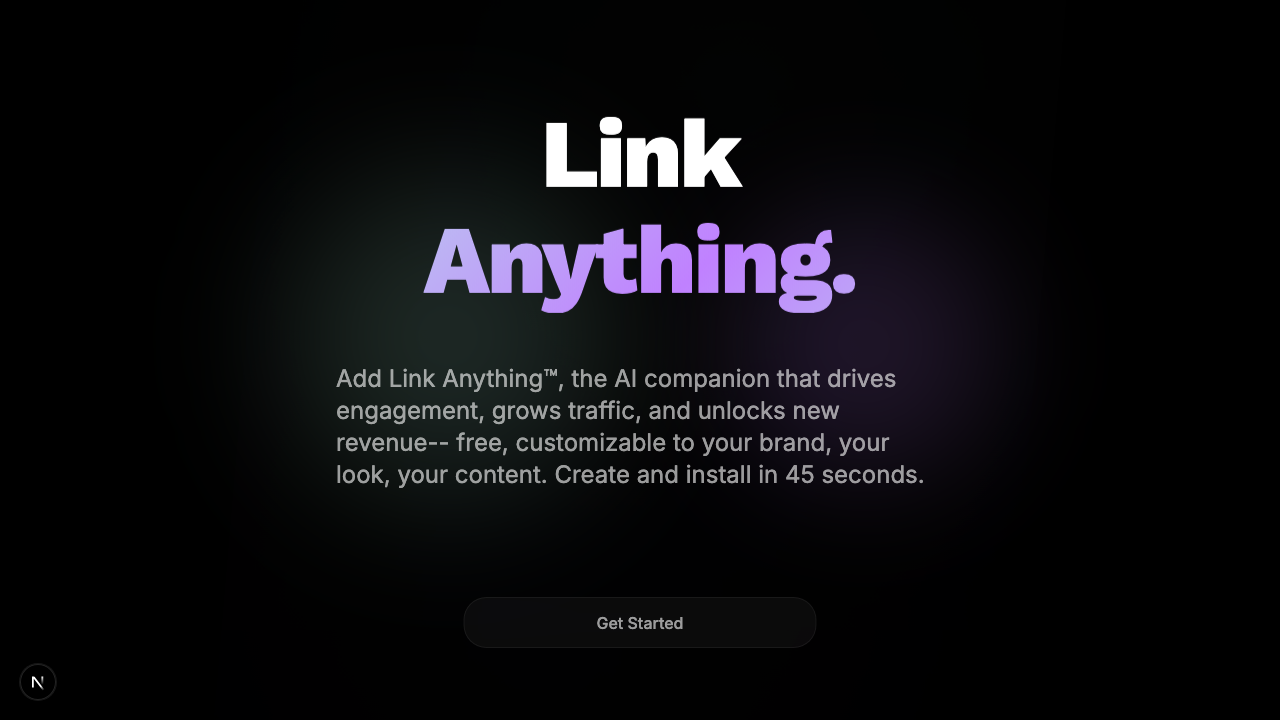 Link
Anything.
Add Link Anything™, the AI companion that drives
engagement, grows traffic, and unlocks new
revenue-- free, customizable to your brand, your
look, your content. Create and install in 45 seconds.
Get Started
N